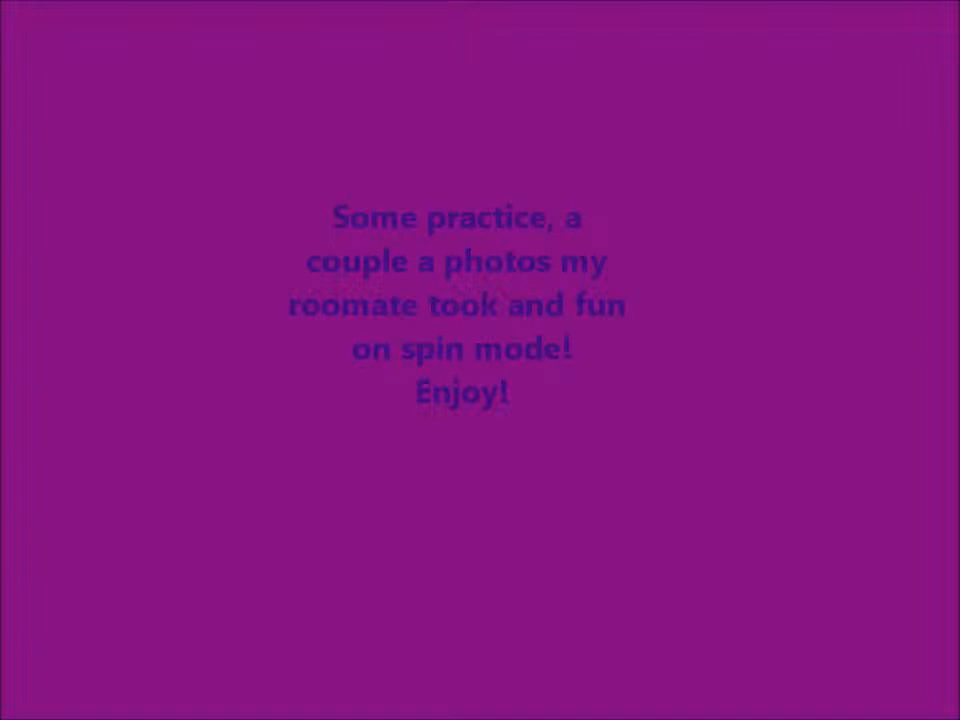 Some practice, a
couple a photos my
roomate took and fun
on spin mode!
Enjoy!